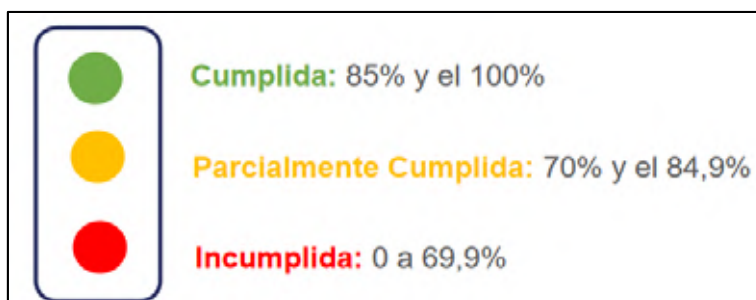 Cumplida: 85% y el 100%
Parcialmente Cumplida: 70% y el 84,9%
Incumplida: 0 a 69,9%